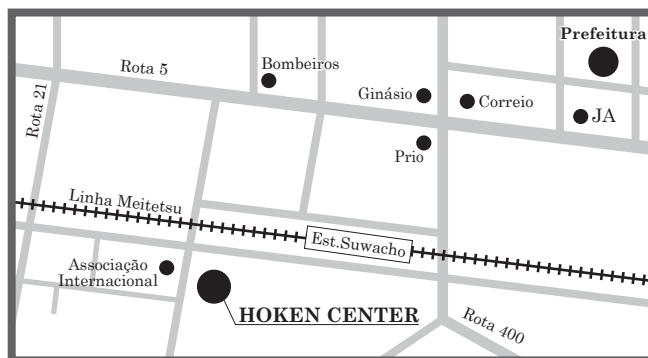 Prefeitura
Bombeiros
Rota 5
Ginásio
Correio
JA
Rota 21
Prio
Linha Meitetsu
Est.Suwacho
Associação
Internacional
HOKEN CENTER
Rota 400